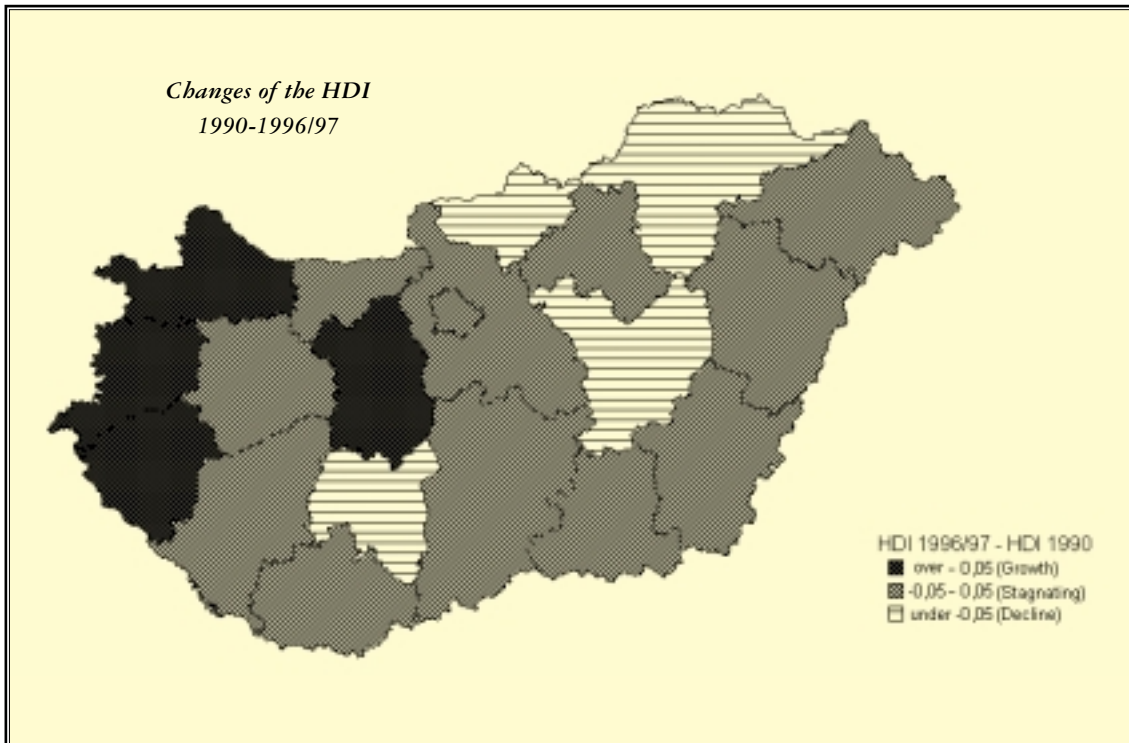 Changes of the HDI
1990-1996/97
HDI 1996/97 - HDI 1990
over - 0,05 (Growth)
-0,05 - 0,05 (Stagnating)
under -0,05 (Decline)